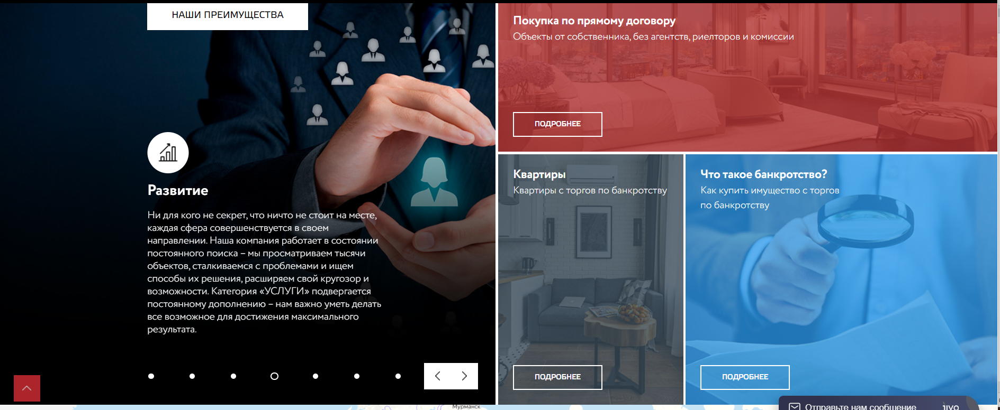 НАШИ ПРЕИМУЩЕСТВА
Развитие
Ни для кого не секрет, что ничто не стоит на месте,
каждая сфера совершенствуется в своем
направлении. Наша компания работает в состоянии
постоянного поиска – мы просматриваем тысячи
объектов, сталкиваемся с проблемами и ищем
способы их решения, расширяем свой кругозор и
возможности. Категория «УСЛУГИ» подвергается
постоянному дополнению – нам важно уметь делать
все возможное для достижения максимального
результата.
Покупка по прямому договору
Объекты от собственника, без агентств, риелторов и комиссии
ПОДРОБНЕЕ
Квартиры
Квартиры с торгов по банкротству
ПОДРОБНЕЕ
Что такое банкротство?
Как купить имущество с торгов
по банкротству
ПОДРОБНЕЕ
Мурманск
Отправьте нам сообщение
jivo